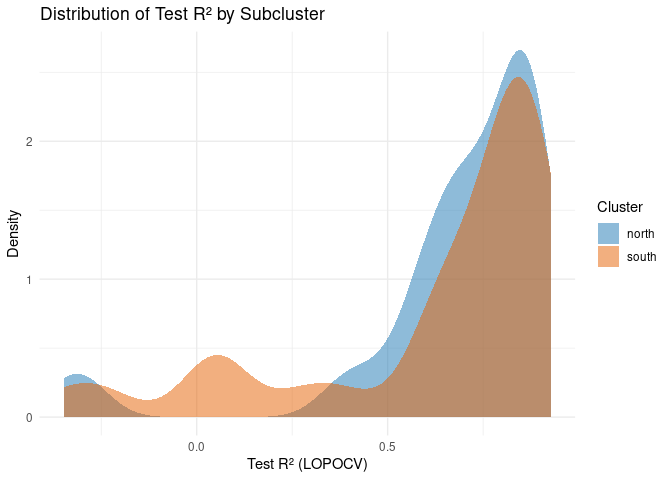 Distribution of Test R² by Subcluster
Density
2
1
0
0.0
0.5
Test R² (LOPOCV)
Cluster
north
south